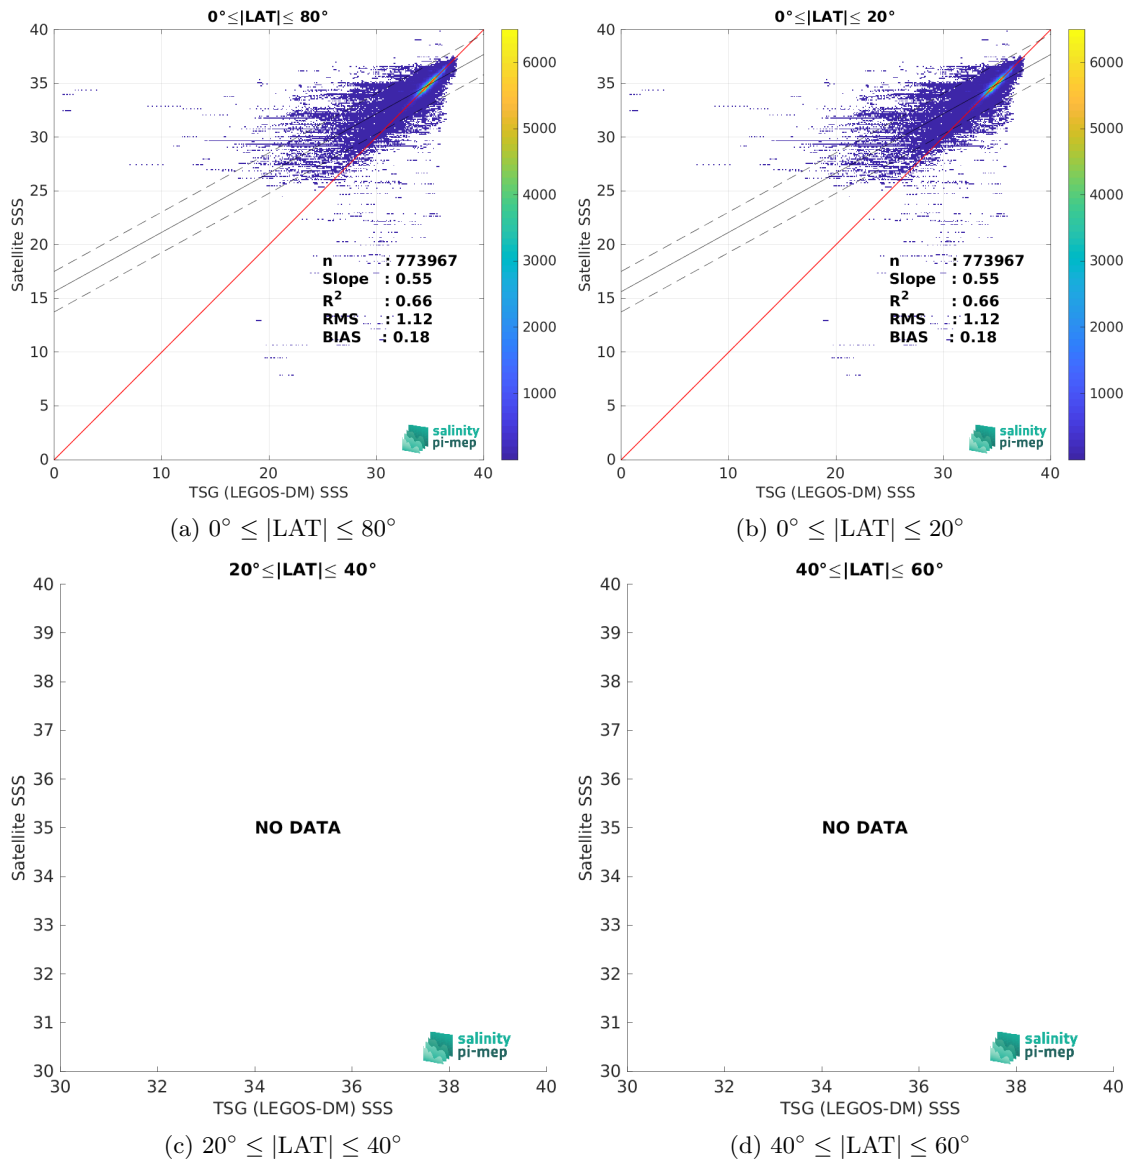 0°≤|LAT|≤ 80°
40
35
30
25
20
15
10
5
0
Satellite SSS
n : 773967
Slope : 0.55
R² : 0.66
RMS : 1.12
BIAS : 0.18
salinity
pi-mep
0 10 20 30 40
TSG (LEGOS-DM) SSS
6000
5000
4000
3000
2000
1000
(a) 0° ≤ |LAT| ≤ 80°
0°≤|LAT|≤ 20°
40
35
30
25
20
15
10
5
0
Satellite SSS
n : 773967
Slope : 0.55
R² : 0.66
RMS : 1.12
BIAS : 0.18
salinity
pi-mep
0 10 20 30 40
TSG (LEGOS-DM) SSS
6000
5000
4000
3000
2000
1000
(b) 0° ≤ |LAT| ≤ 20°
20°≤|LAT|≤ 40°
40
39
38
37
36
35
34
33
32
31
30
Satellite SSS
NO DATA
salinity
pi-mep
30 32 34 36 38 40
TSG (LEGOS-DM) SSS
(c) 20° ≤ |LAT| ≤ 40°
40°≤|LAT|≤ 60°
40
39
38
37
36
35
34
33
32
31
30
Satellite SSS
NO DATA
salinity
pi-mep
30 32 34 36 38 40
TSG (LEGOS-DM) SSS
(d) 40° ≤ |LAT| ≤ 60°